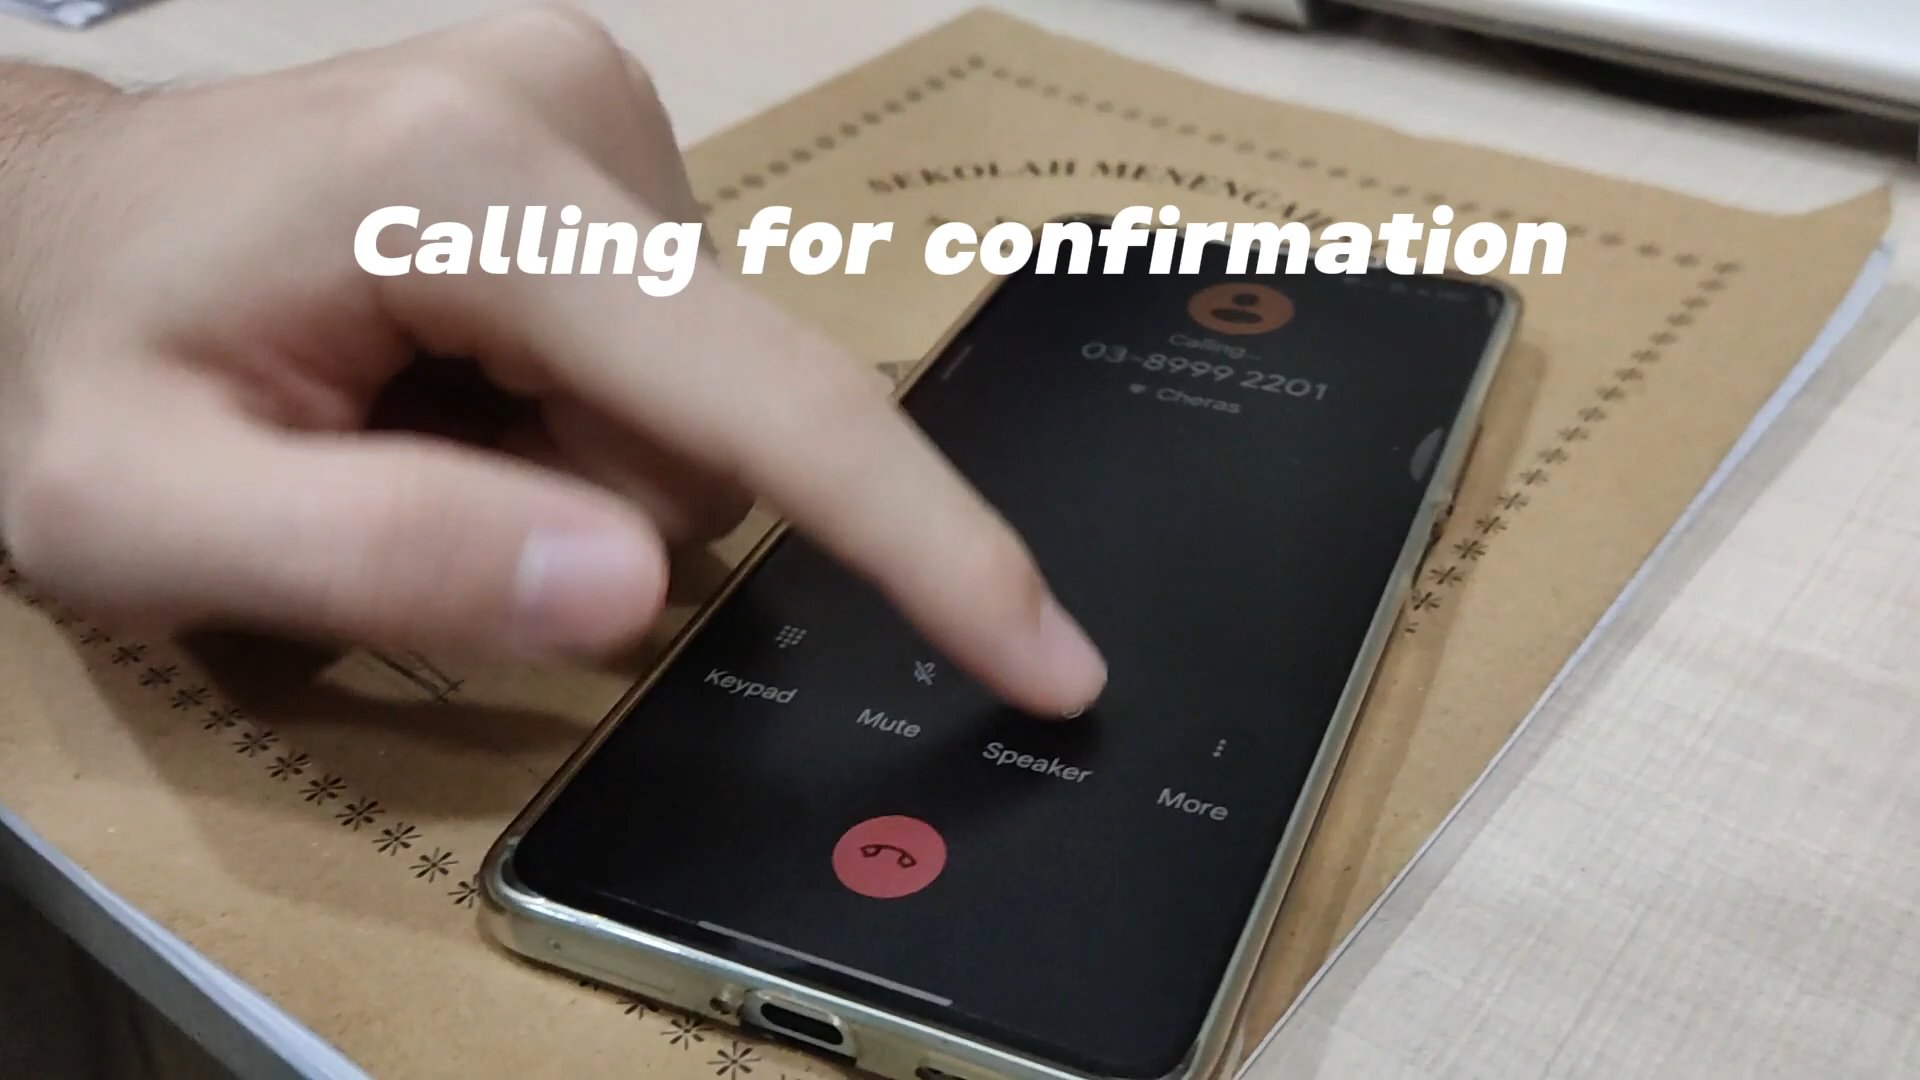 SEKOLAH MENENGAH
Calling for confirmation
Calling...
03-8999 2201
Cheras
Keypad
Mute
Speaker
More